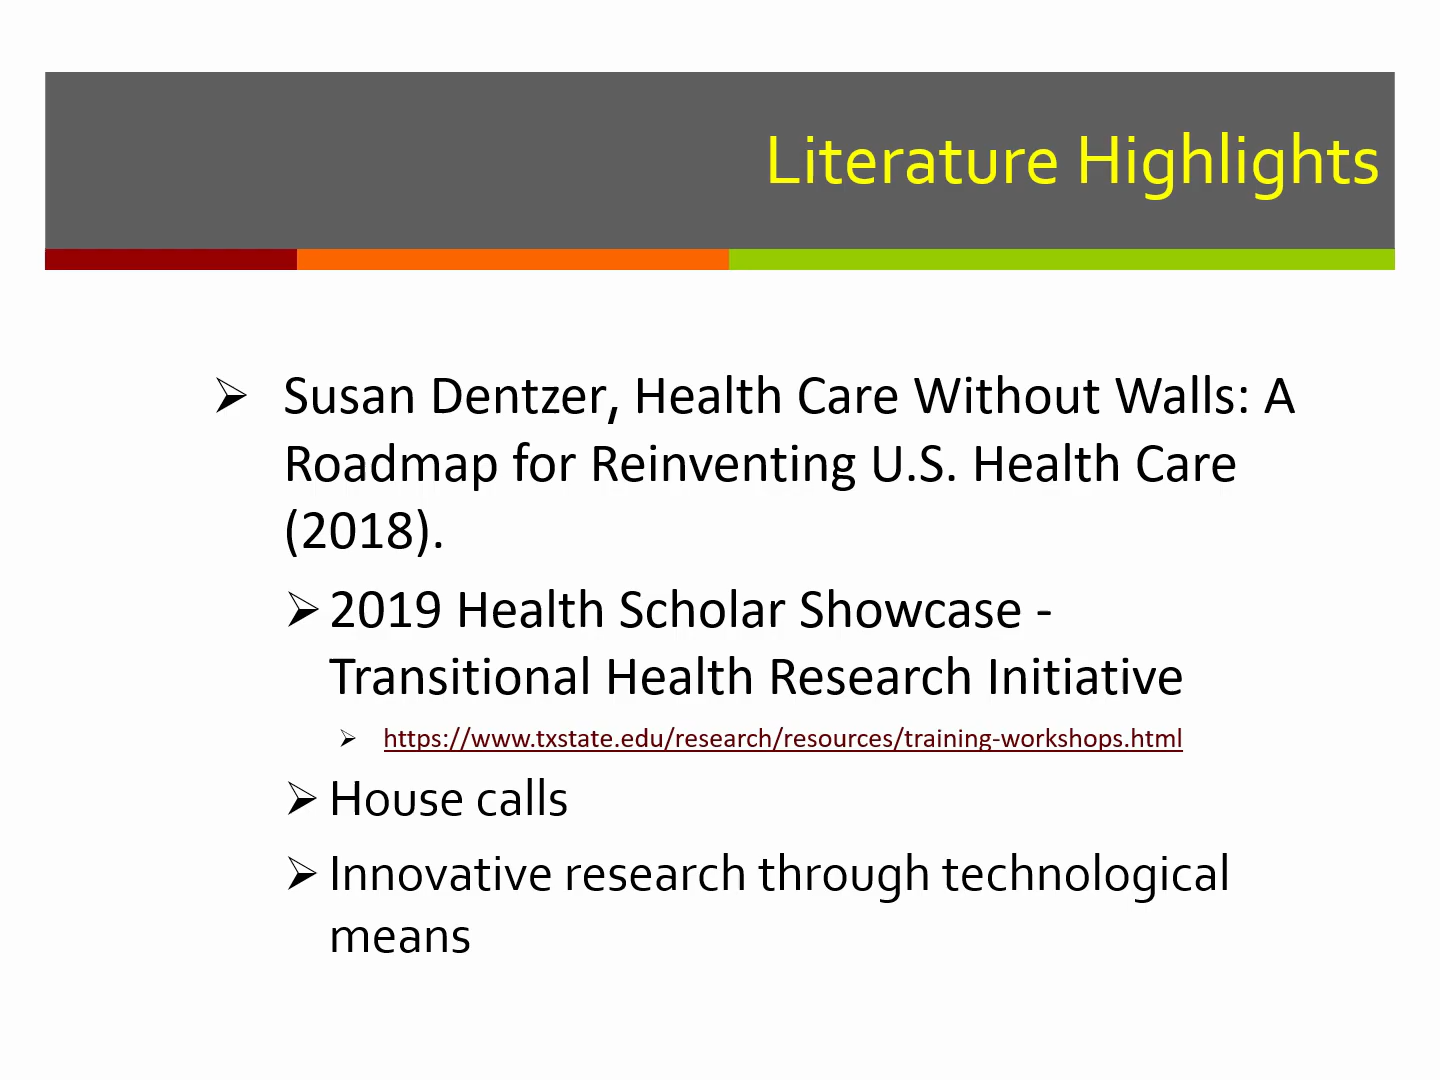 Literature Highlights
➢ Susan Dentzer, Health Care Without Walls: A
Roadmap for Reinventing U.S. Health Care
(2018).
➢ 2019 Health Scholar Showcase -
Transitional Health Research Initiative
➢ https://www.txstate.edu/research/resources/training-workshops.html
➢ House calls
➢ Innovative research through technological
means